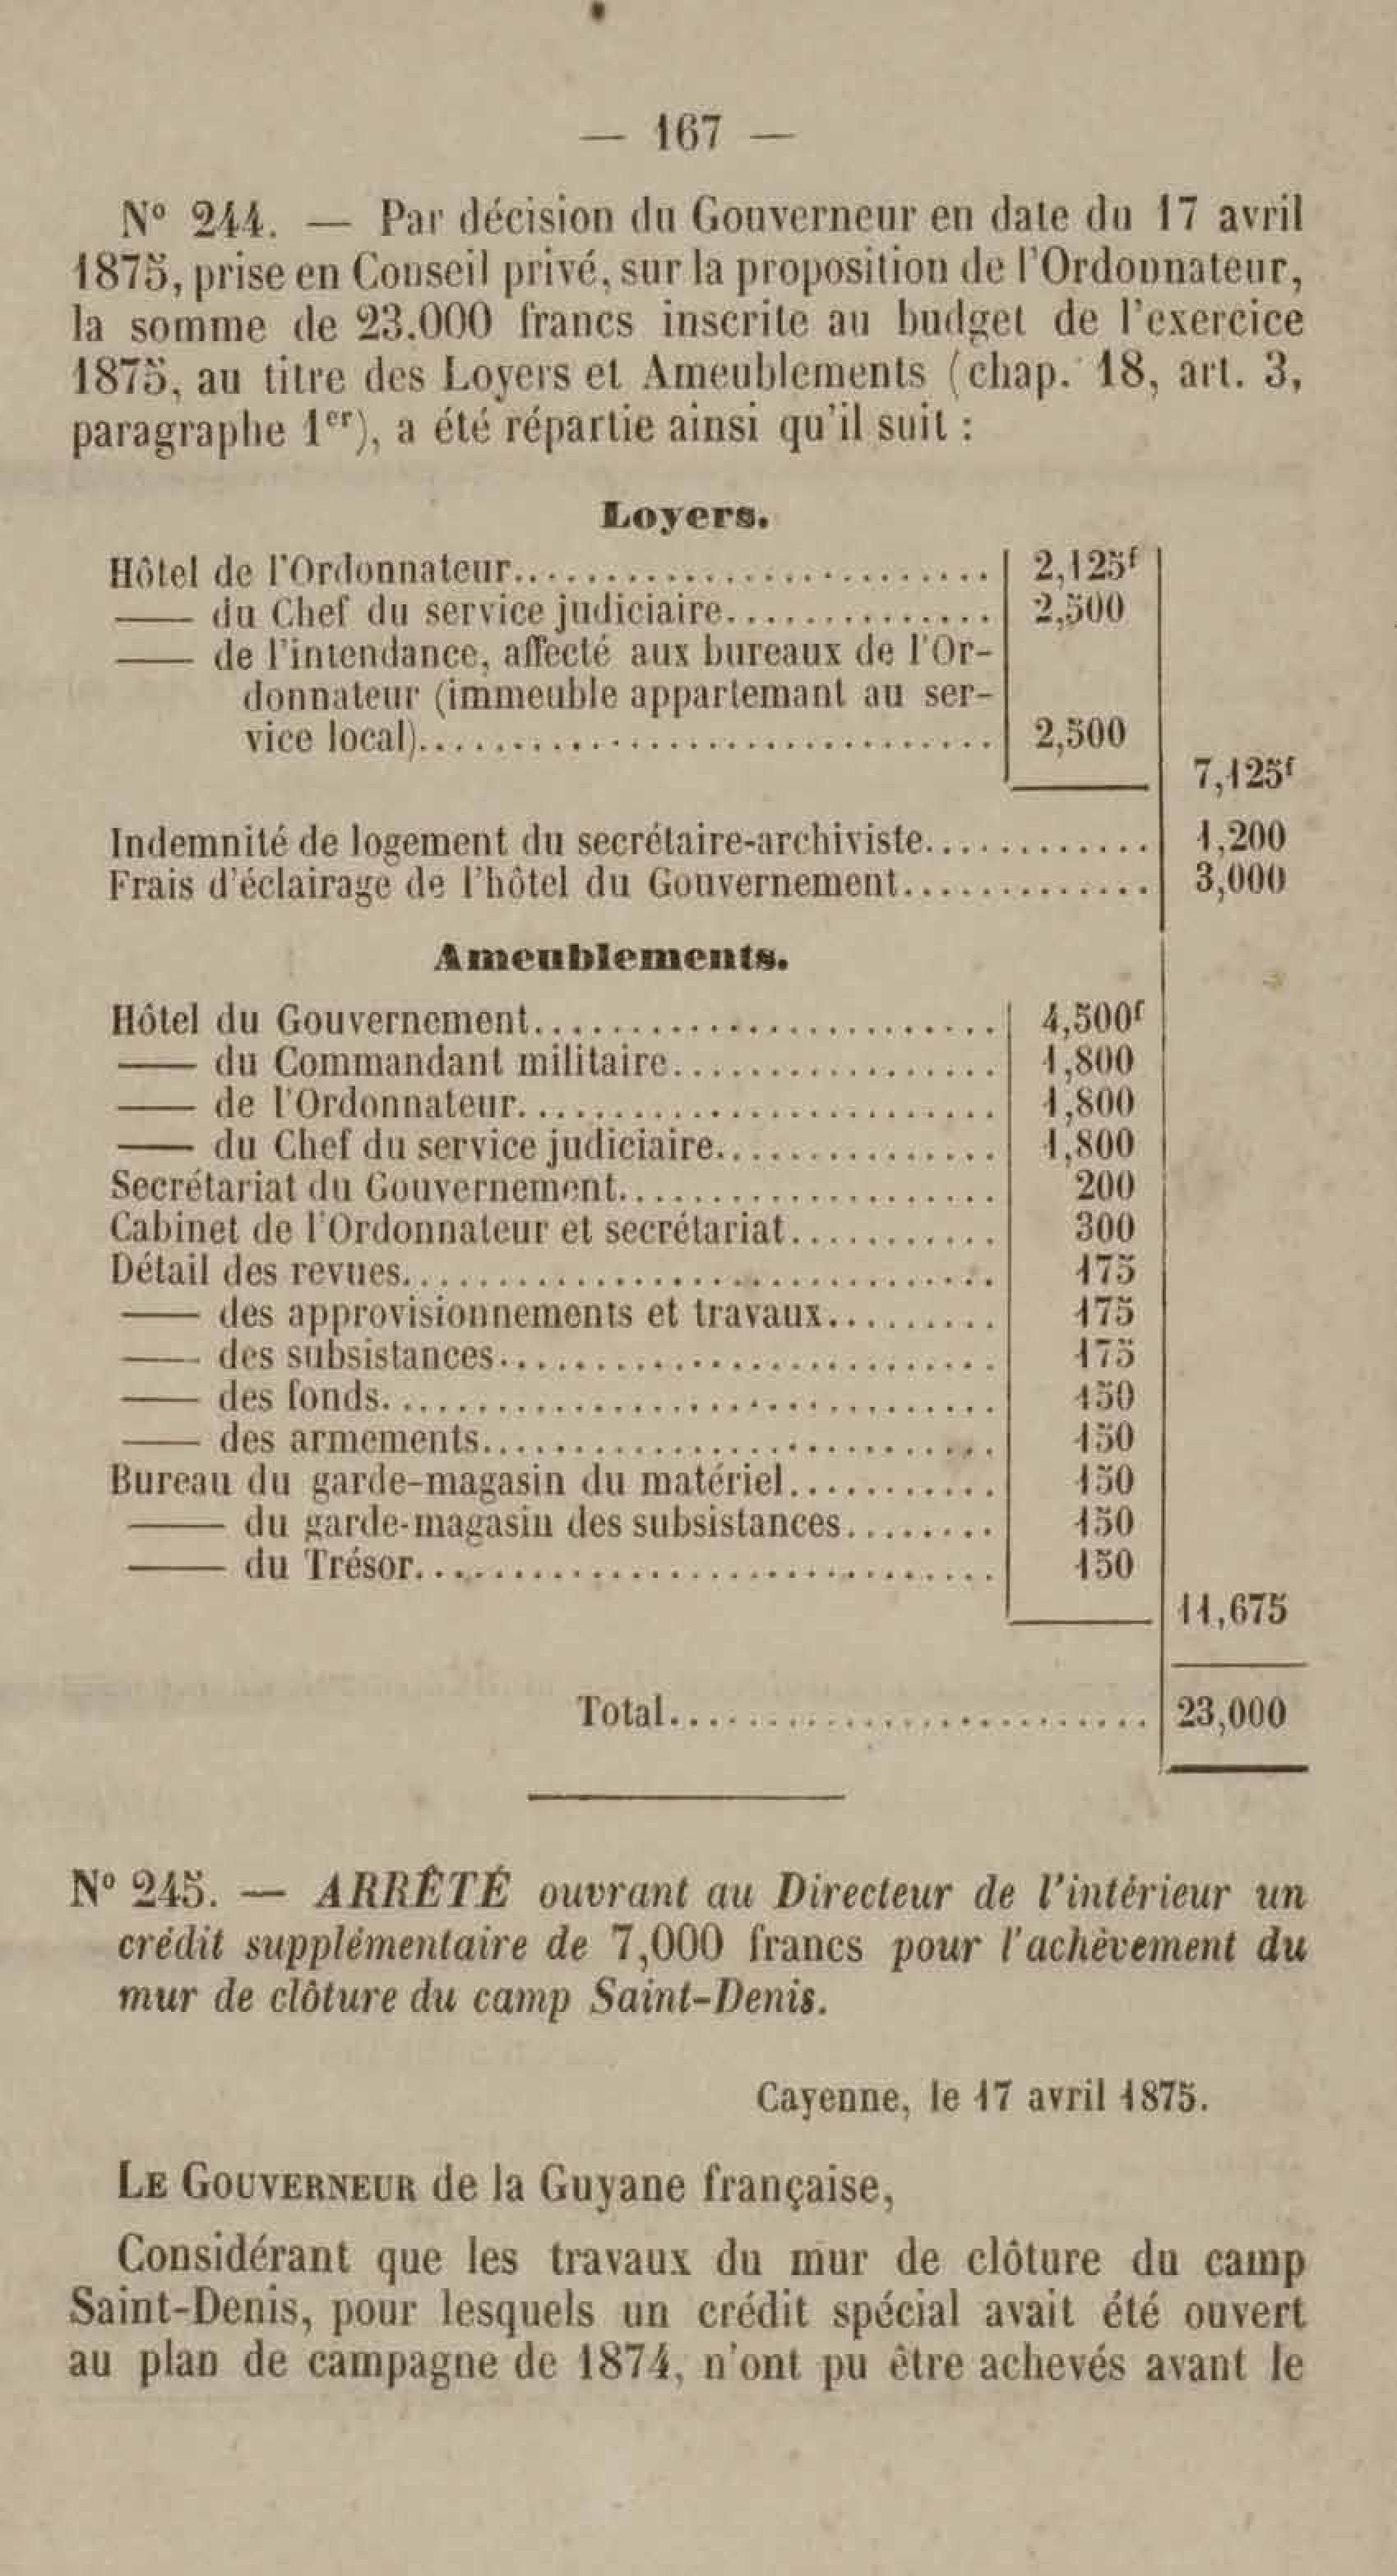 — 167 —
N° 244. — Par décision du Gouverneur en date du 17 avril
1875, prise en Conseil privé, sur la proposition de l'Ordonnateur,
la somme de 23.000 francs inscrite au budget de l'exercice
1875, au titre des Loyers et Ameublements (chap. 18, art. 3,
paragraphe 1er), a été répartie ainsi qu'il suit :
Loyers.
Hôtel de l'Ordonnateur........................ 2,125f
—— du Chef du service judiciaire.............. 2,500
—— de l'intendance, affecté aux bureaux de l'Or-
donnateur (immeuble appartemant au ser-
vice local)............................. 2,500
7,125f
Indemnité de logement du secrétaire-archiviste............ 1,200
Frais d'éclairage de l'hôtel du Gouvernement............. 3,000
Ameublements.
Hôtel du Gouvernement........................ 4,500f
—— du Commandant militaire................. 1,800
—— de l'Ordonnateur......................... 1,800
—— du Chef du service judiciaire............... 1,800
Secrétariat du Gouvernement................... 200
Cabinet de l'Ordonnateur et secrétariat........... 300
Détail des revues.............................. 175
—— des approvisionnements et travaux......... 175
—— des subsistances.......................... 175
—— des fonds................................ 150
—— des armements........................... 150
Bureau du garde-magasin du matériel........... 150
—— du garde-magasin des subsistances........ 150
—— du Trésor.............................. 150
11,675
Total......................... 23,000
N° 245. — ARRÊTÉ ouvrant au Directeur de l'intérieur un
crédit supplémentaire de 7,000 francs pour l'achèvement du
mur de clôture du camp Saint-Denis.
Cayenne, le 17 avril 1875.
LE GOUVERNEUR de la Guyane française,
Considérant que les travaux du mur de clôture du camp
Saint-Denis, pour lesquels un crédit spécial avait été ouvert
au plan de campagne de 1874, n'ont pu être achevés avant le